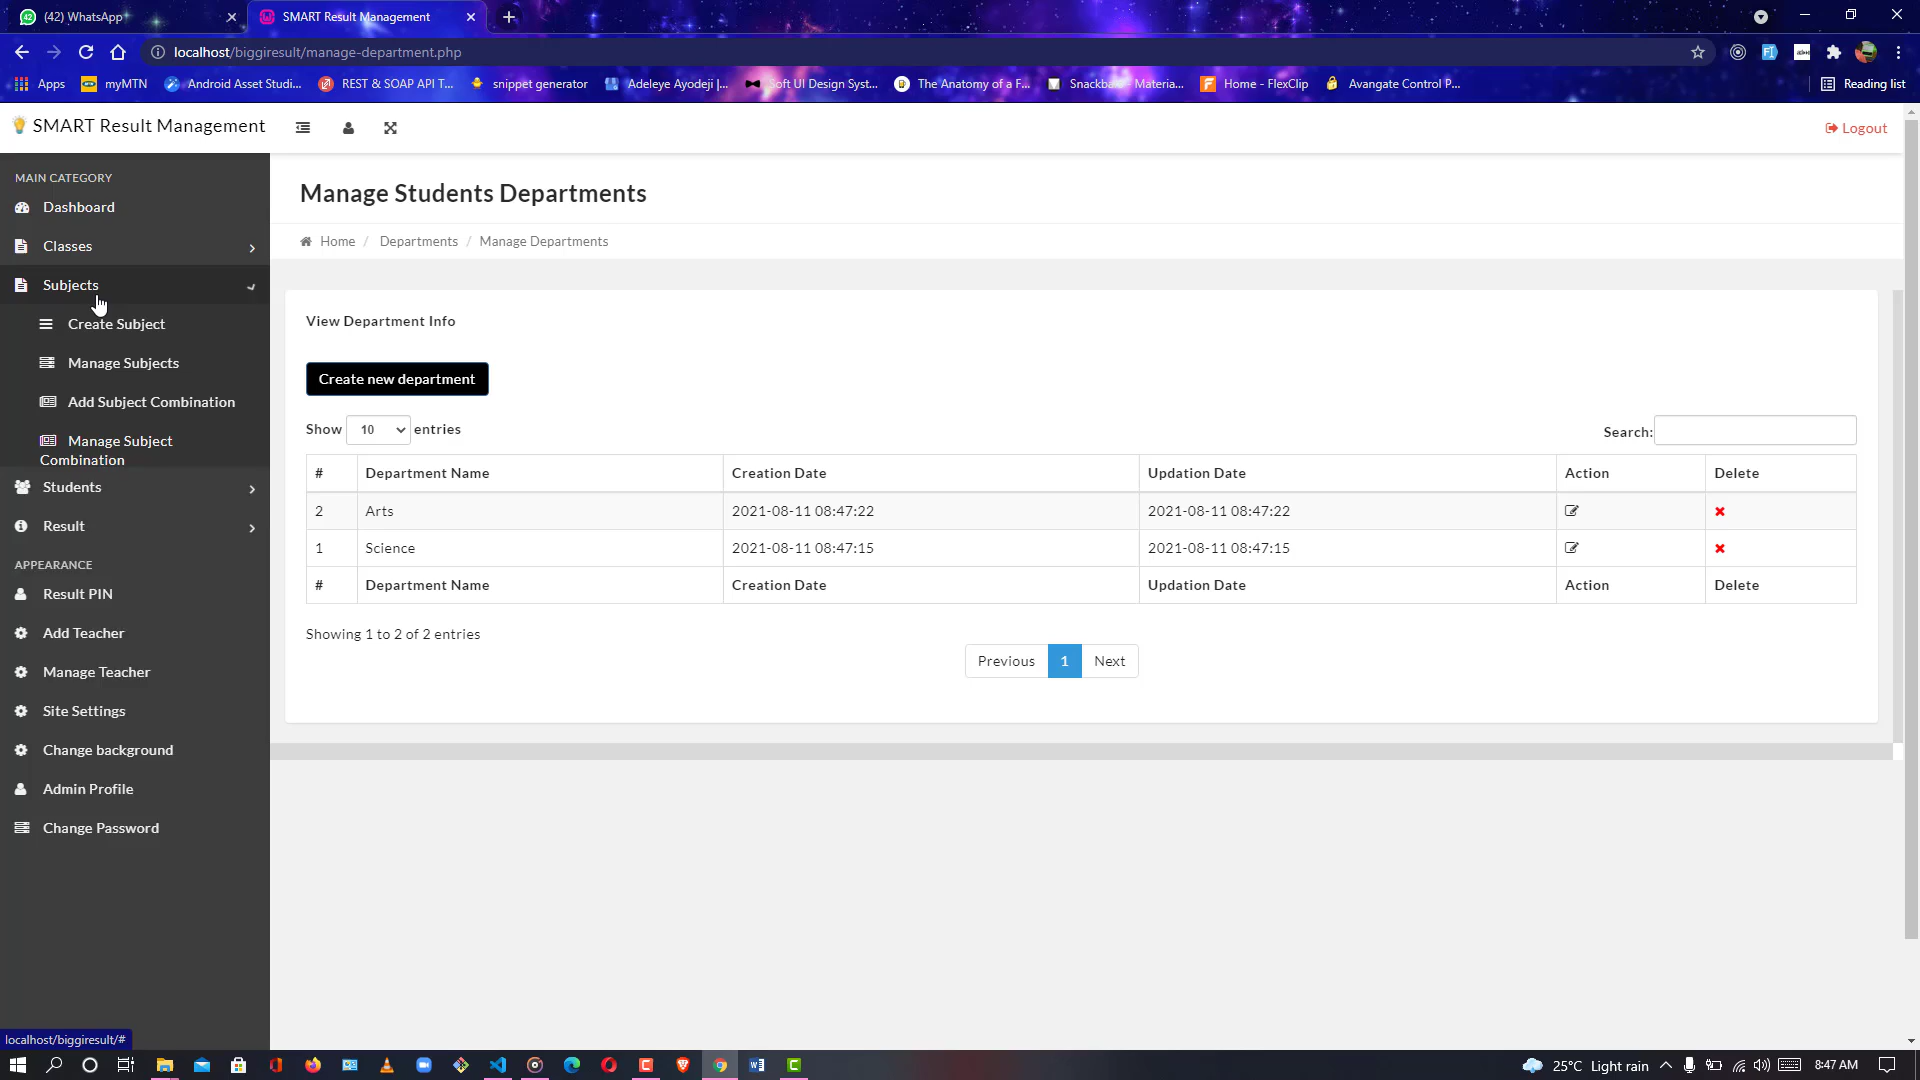 (42) WhatsApp
SMART Result Management
localhost/biggiresult/manage-department.php
Apps
myMTN
Android Asset Studi...
REST & SOAP API T...
snippet generator
Adeleye Ayodeji |...
Soft UI Design Syst...
The Anatomy of a F...
Snackbars - Materia...
Home - FlexClip
Avangate Control P...
Reading list
SMART Result Management
Logout
MAIN CATEGORY
Dashboard
Classes
Subjects
Create Subject
Manage Subjects
Add Subject Combination
Manage Subject
Combination
Students
Result
APPEARANCE
Result PIN
Add Teacher
Manage Teacher
Site Settings
Change background
Admin Profile
Change Password
Manage Students Departments
Home / Departments / Manage Departments
View Department Info
Create new department
Show 10 entries
Search:
# Department Name Creation Date Updation Date Action Delete
2 Arts 2021-08-11 08:47:22 2021-08-11 08:47:22
1 Science 2021-08-11 08:47:15 2021-08-11 08:47:15
# Department Name Creation Date Updation Date Action Delete
Showing 1 to 2 of 2 entries
Previous 1 Next
localhost/biggiresult/#
25°C Light rain
8:47 AM